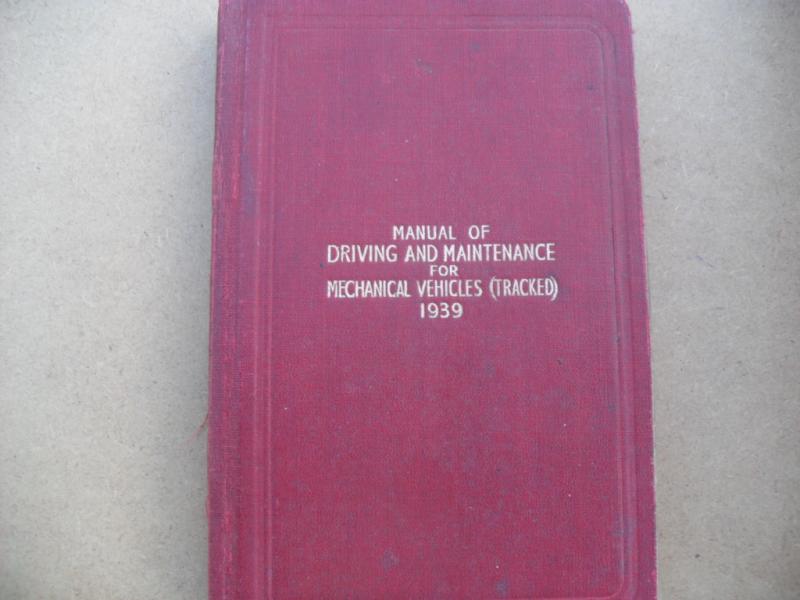 MANUAL OF
DRIVING AND MAINTENANCE
FOR
MECHANICAL VEHICLES (TRACKED)
1939